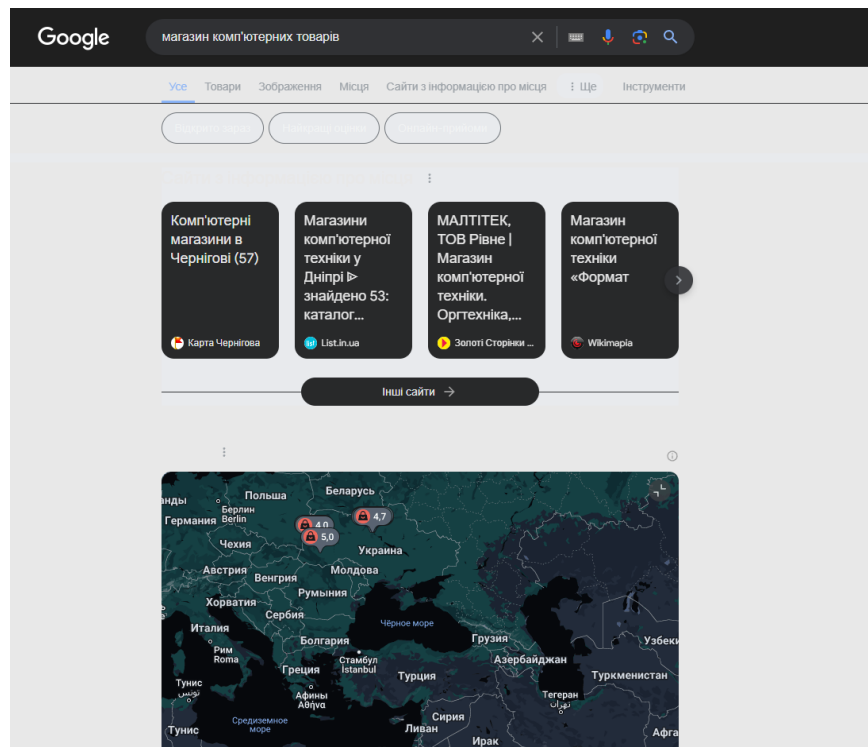 Google
магазин комп'ютерних товарів
Усе Товари Зображення Місця Сайти з інформацією про місця Ще Інструменти
Комп'ютерні
магазини в
Чернігові (57)
Карта Чернігова
Магазини
комп'ютерної
техніки у
Дніпрі ᐉ
знайдено 53:
каталог...
List.in.ua
МАЛТІТЕК,
ТОВ Рівне |
Магазин
комп'ютерної
техніки.
Оргтехніка,...
Золоті Сторінки ...
Магазин
комп'ютерної
техніки
«Формат
Wikimapia
Інші сайти →
нды
Польша
Беларусь
Берлин
Berlin
Германия
4,0
4,7
5,0
Чехия
Украина
Австрия
Венгрия
Молдова
Румыния
Хорватия
Сербия
Италия
Чёрное море
Рим
Roma
Болгария
Грузия
Узбеки
Стамбул
İstanbul
Азербайджан
Греция
Турция
Туркменистан
Тунис
تونس
Афины
Αθήνα
Тегеран
تهران
Средиземное
море
Сирия
Тунис
Ливан
Ирак
Афга